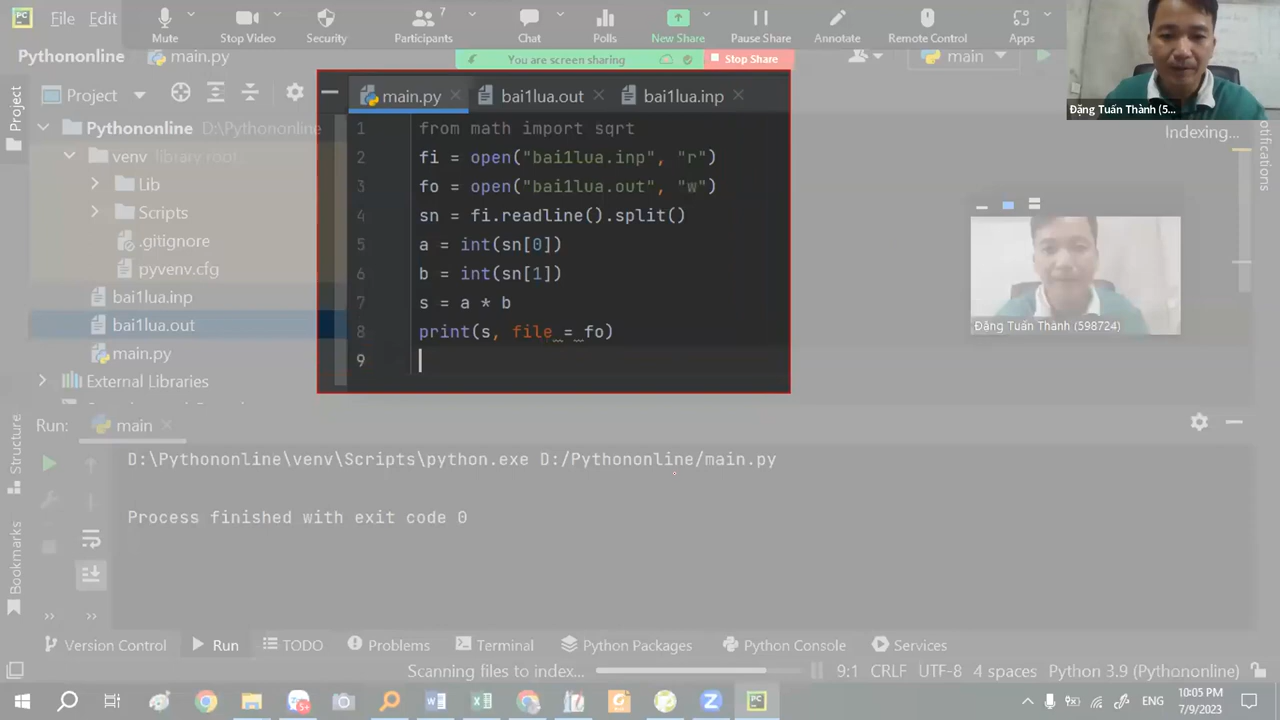 File Edit
Mute
Stop Video
Security
7
Participants
Chat
Polls
New Share
Pause Share
Annotate
Remote Control
Apps
Pythononline
main.py
You are screen sharing
Stop Share
main
Đặng Tuấn Thành (5...
Indexing...
Project
Project
Pythononline D:\Pythononline
venv library root
Lib
Scripts
.gitignore
pyvenv.cfg
bai1lua.inp
bai1lua.out
main.py
External Libraries
main.py bai1lua.out bai1lua.inp
1 from math import sqrt
2 fi = open("bai1lua.inp", "r")
3 fo = open("bai1lua.out", "w")
4 sn = fi.readline().split()
5 a = int(sn[0])
6 b = int(sn[1])
7 s = a * b
8 print(s, file = fo)
9
Đặng Tuấn Thành (598724)
Run: main
D:\Pythononline\venv\Scripts\python.exe D:/Pythononline/main.py
Process finished with exit code 0
Structure
Bookmarks
Version Control Run TODO Problems Terminal Python Packages Python Console Services
Scanning files to index... 9:1 CRLF UTF-8 4 spaces Python 3.9 (Pythononline)
5+
ENG
10:05 PM
7/9/2023